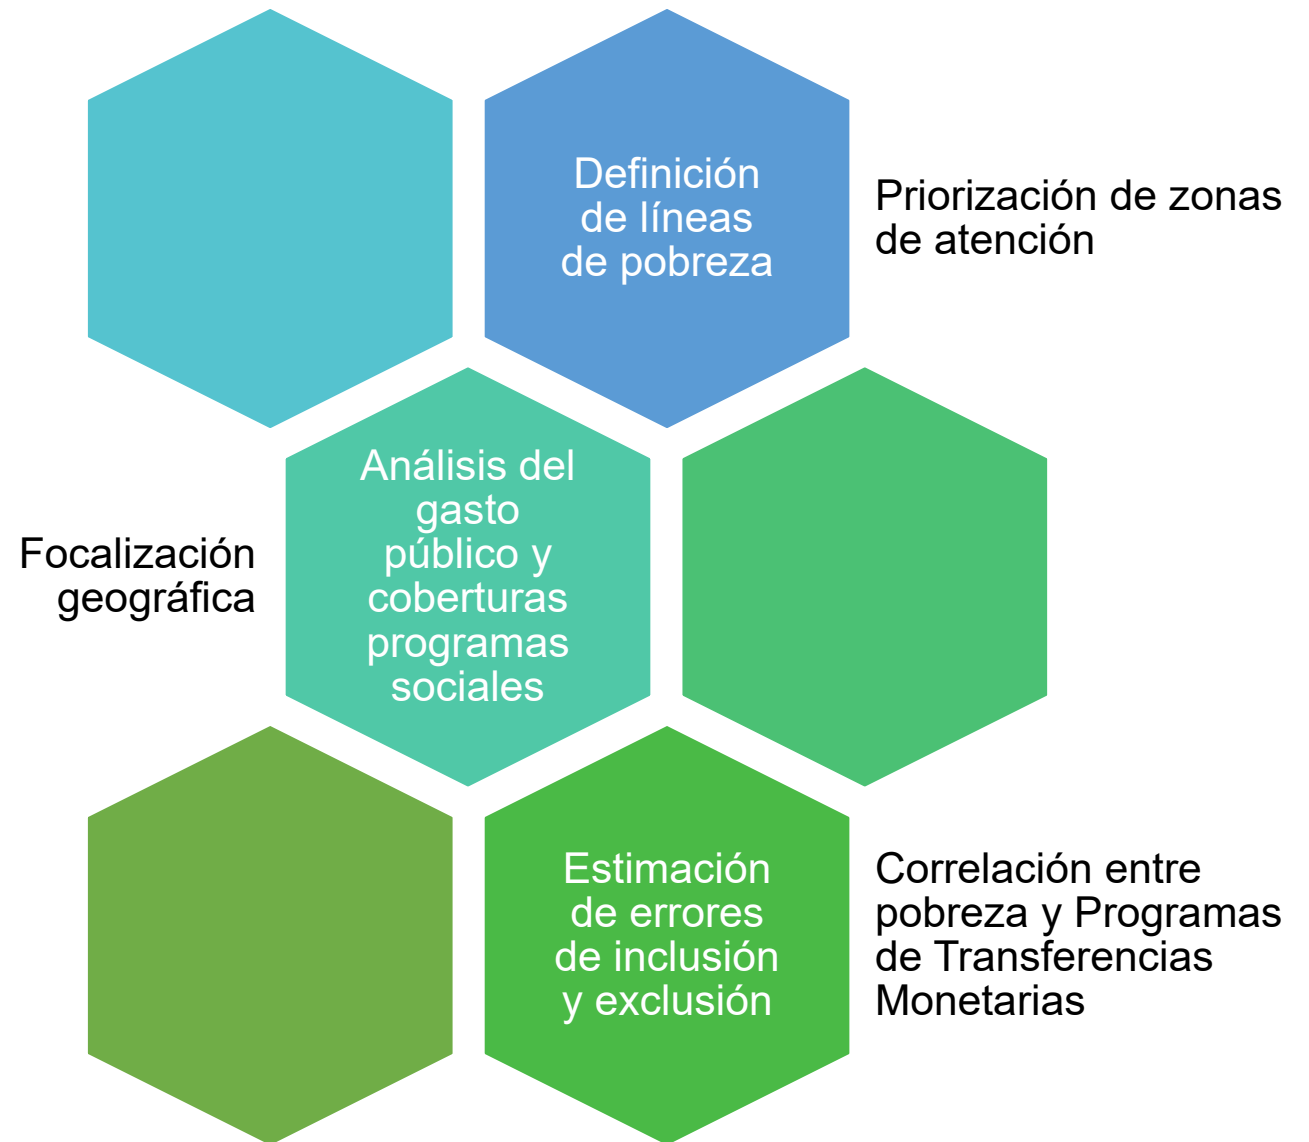 Definición
de líneas
de pobreza
Priorización de zonas
de atención
Análisis del
gasto
público y
coberturas
programas
sociales
Focalización
geográfica
Estimación
de errores
de inclusión
y exclusión
Correlación entre
pobreza y Programas
de Transferencias
Monetarias